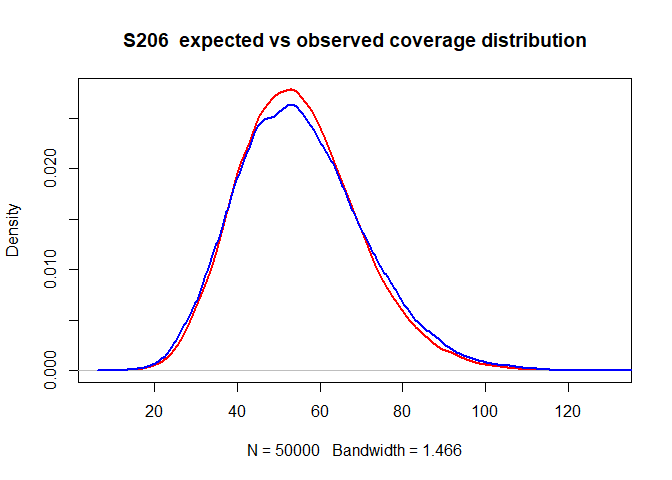 S206 expected vs observed coverage distribution
Density
0.000
0.010
0.020
20 40 60 80 100 120
N = 50000 Bandwidth = 1.466